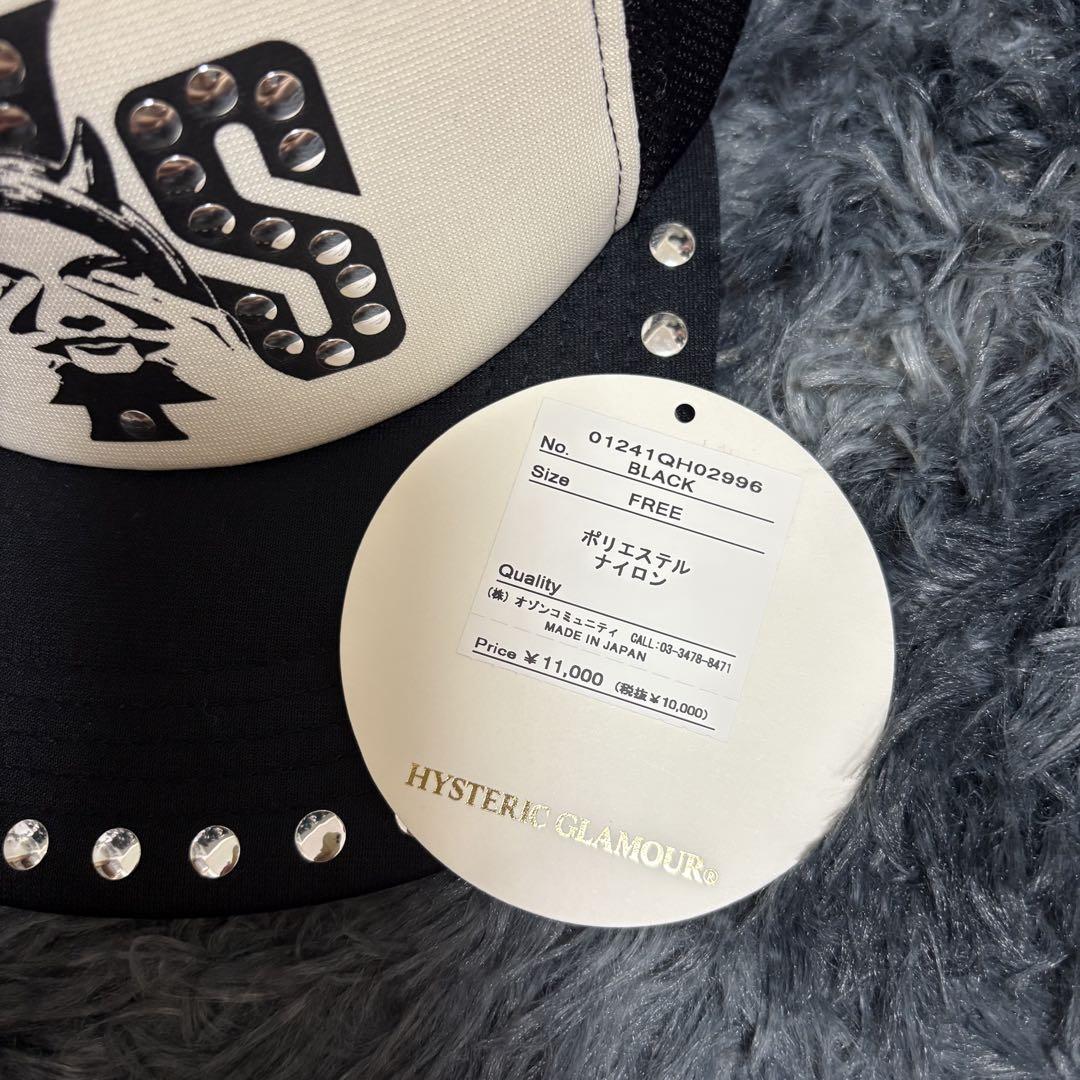 S
No. 01241QH02996
BLACK
Size FREE
ポリエステル
ナイロン
Quality
(株) オゾンコミュニティ CALL:03-3478-8471
MADE IN JAPAN
Price ¥11,000 (税抜¥10,000)
HYSTERIC GLAMOUR®